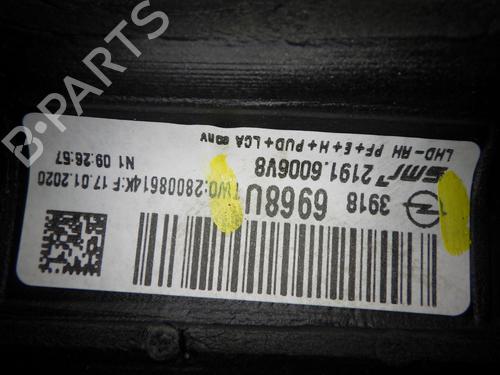 B-PARTS
LHD-RH PF+E+H+PUD+LCA
SMR 2191.6006V8
3918 6968U
TWO:28008614K:F 17.01.2020
N1 09:26:57